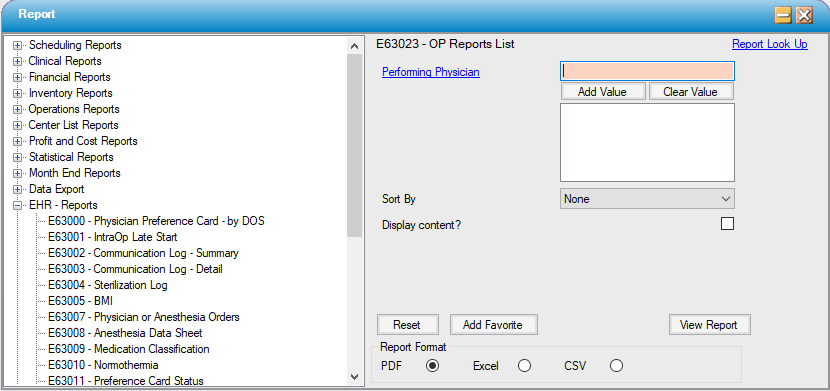 Report
Scheduling Reports
Clinical Reports
Financial Reports
Inventory Reports
Operations Reports
Center List Reports
Profit and Cost Reports
Statistical Reports
Month End Reports
Data Export
EHR - Reports
E63000 - Physician Preference Card - by DOS
E63001 - IntraOp Late Start
E63002 - Communication Log - Summary
E63003 - Communication Log - Detail
E63004 - Sterilization Log
E63005 - BMI
E63007 - Physician or Anesthesia Orders
E63008 - Anesthesia Data Sheet
E63009 - Medication Classification
E63010 - Normothermia
E63011 - Preference Card Status
E63023 - OP Reports List
Report Look Up
Performing Physician
Add Value
Clear Value
Sort By
None
Display content?
Reset
Add Favorite
View Report
Report Format
PDF
Excel
CSV